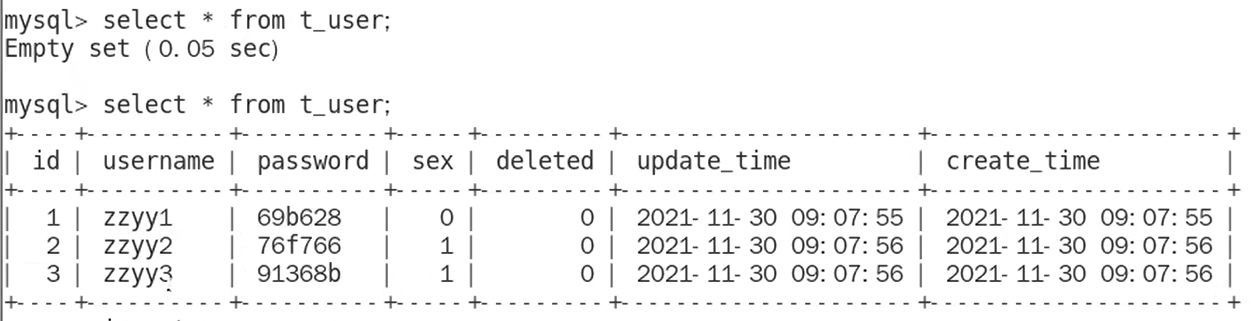 mysql> select * from t_user;
Empty set (0.05 sec)
mysql> select * from t_user;
+----+----------+----------+-----+---------+---------------------+---------------------+
| id | username | password | sex | deleted | update_time | create_time |
+----+----------+----------+-----+---------+---------------------+---------------------+
| 1 | zzyy1 | 69b628 | 0 | 0 | 2021-11-30 09:07:55 | 2021-11-30 09:07:55 |
| 2 | zzyy2 | 76f766 | 1 | 0 | 2021-11-30 09:07:56 | 2021-11-30 09:07:56 |
| 3 | zzyy3 | 91368b | 1 | 0 | 2021-11-30 09:07:56 | 2021-11-30 09:07:56 |
+----+----------+----------+-----+---------+---------------------+---------------------+